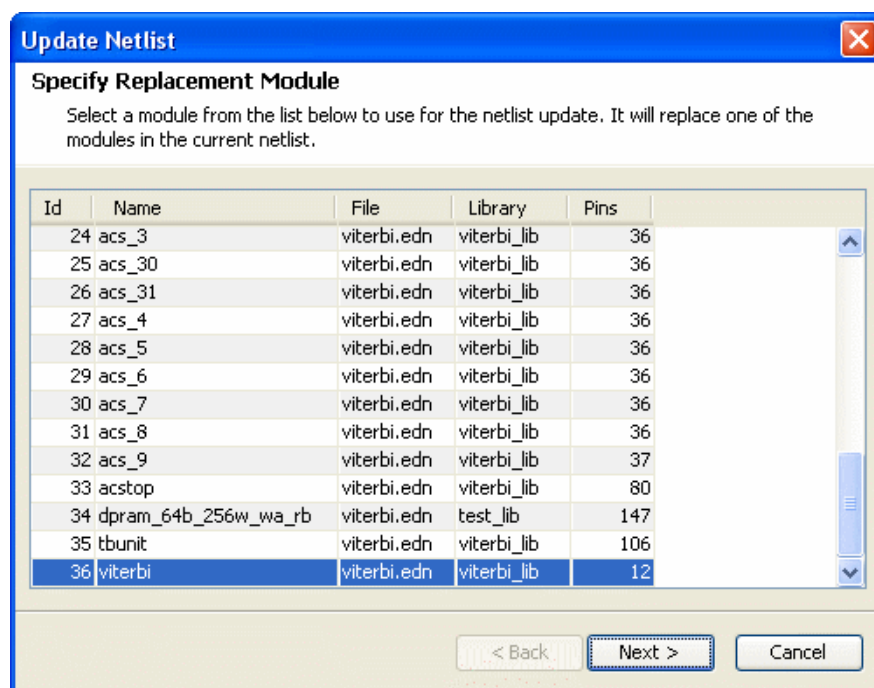 Update Netlist
Specify Replacement Module
Select a module from the list below to use for the netlist update. It will replace one of the
modules in the current netlist.
Id Name File Library Pins
24 acs_3 viterbi.edn viterbi_lib 36
25 acs_30 viterbi.edn viterbi_lib 36
26 acs_31 viterbi.edn viterbi_lib 36
27 acs_4 viterbi.edn viterbi_lib 36
28 acs_5 viterbi.edn viterbi_lib 36
29 acs_6 viterbi.edn viterbi_lib 36
30 acs_7 viterbi.edn viterbi_lib 36
31 acs_8 viterbi.edn viterbi_lib 36
32 acs_9 viterbi.edn viterbi_lib 37
33 acstop viterbi.edn viterbi_lib 80
34 dpram_64b_256w_wa_rb viterbi.edn test_lib 147
35 tbunit viterbi.edn viterbi_lib 106
36 viterbi viterbi.edn viterbi_lib 12
< Back Next > Cancel